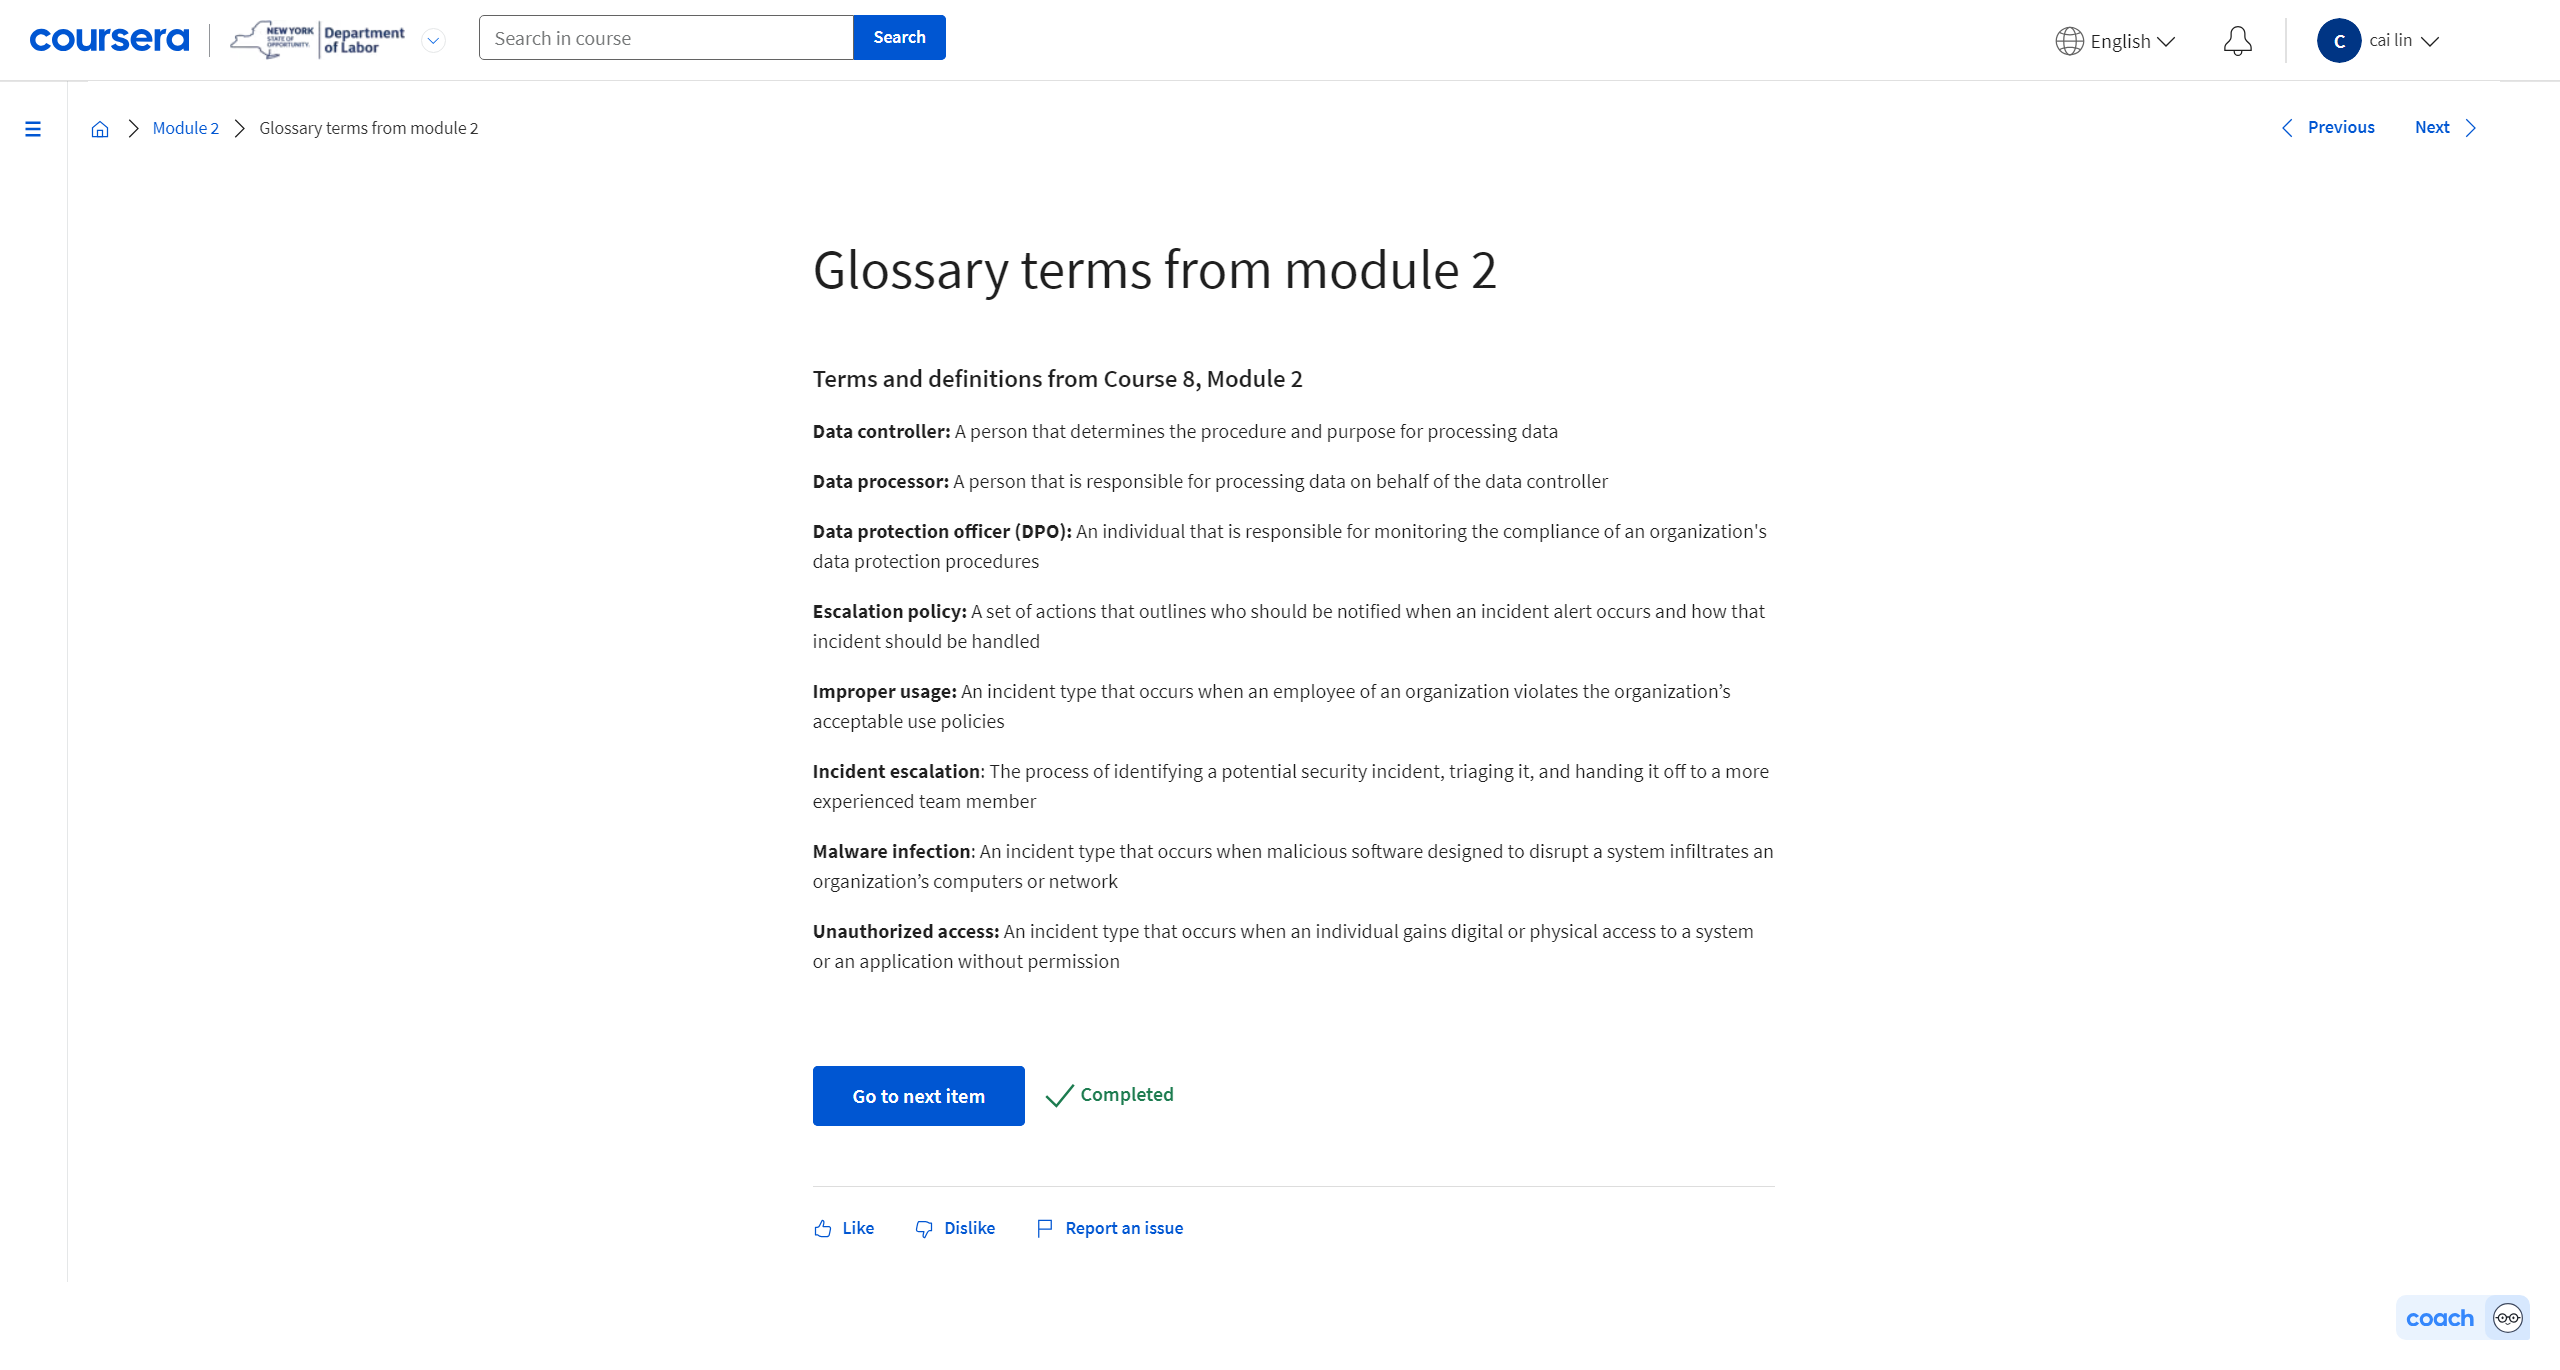 coursera
NEW YORK
STATE OF
OPPORTUNITY.
Department
of Labor
Search in course
Search
English
C
cai lin
Module 2
Glossary terms from module 2
Previous
Next
Glossary terms from module 2
Terms and definitions from Course 8, Module 2
Data controller: A person that determines the procedure and purpose for processing data
Data processor: A person that is responsible for processing data on behalf of the data controller
Data protection officer (DPO): An individual that is responsible for monitoring the compliance of an organization's
data protection procedures
Escalation policy: A set of actions that outlines who should be notified when an incident alert occurs and how that
incident should be handled
Improper usage: An incident type that occurs when an employee of an organization violates the organization’s
acceptable use policies
Incident escalation: The process of identifying a potential security incident, triaging it, and handing it off to a more
experienced team member
Malware infection: An incident type that occurs when malicious software designed to disrupt a system infiltrates an
organization’s computers or network
Unauthorized access: An incident type that occurs when an individual gains digital or physical access to a system
or an application without permission
Go to next item
Completed
Like
Dislike
Report an issue
coach